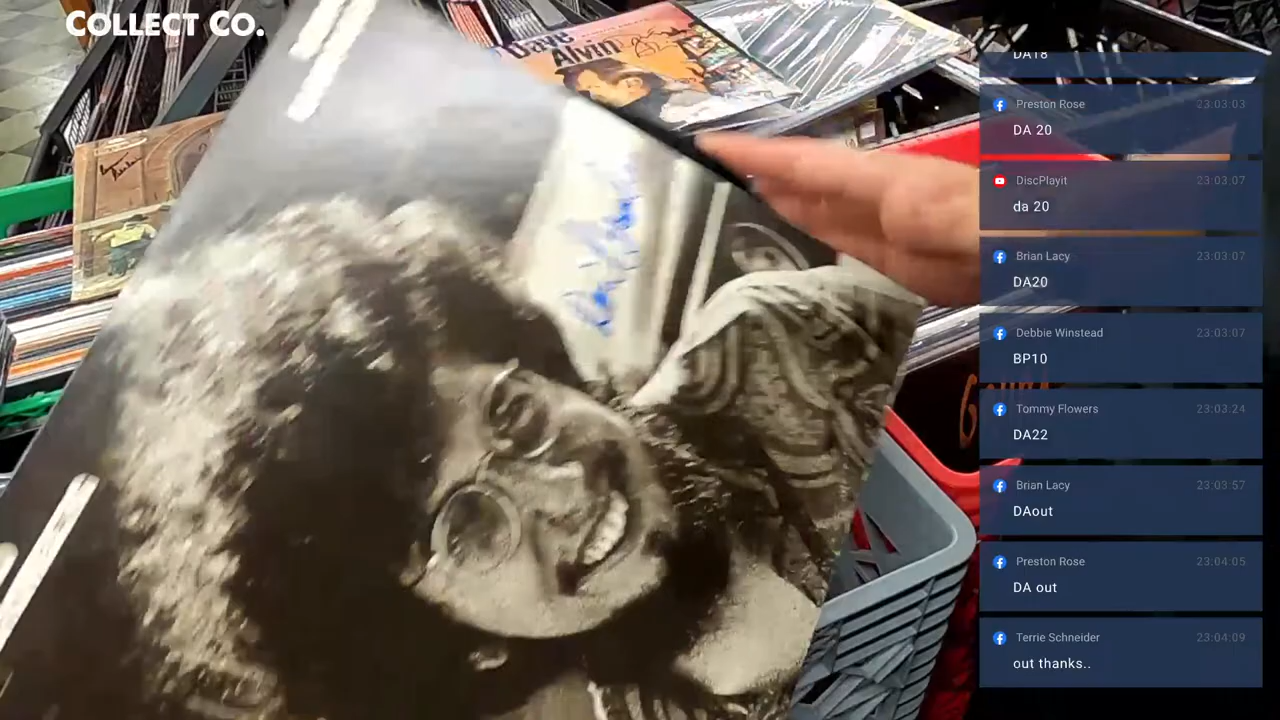 COLLECT CO.
Dave
Alvin
DA18
Preston Rose 23:03:03
DA 20
DiscPlayit 23:03:07
da 20
Brian Lacy 23:03:07
DA20
Debbie Winstead 23:03:07
BP10
Tommy Flowers 23:03:24
DA22
Brian Lacy 23:03:57
DAout
Preston Rose 23:04:05
DA out
Terrie Schneider 23:04:09
out thanks..